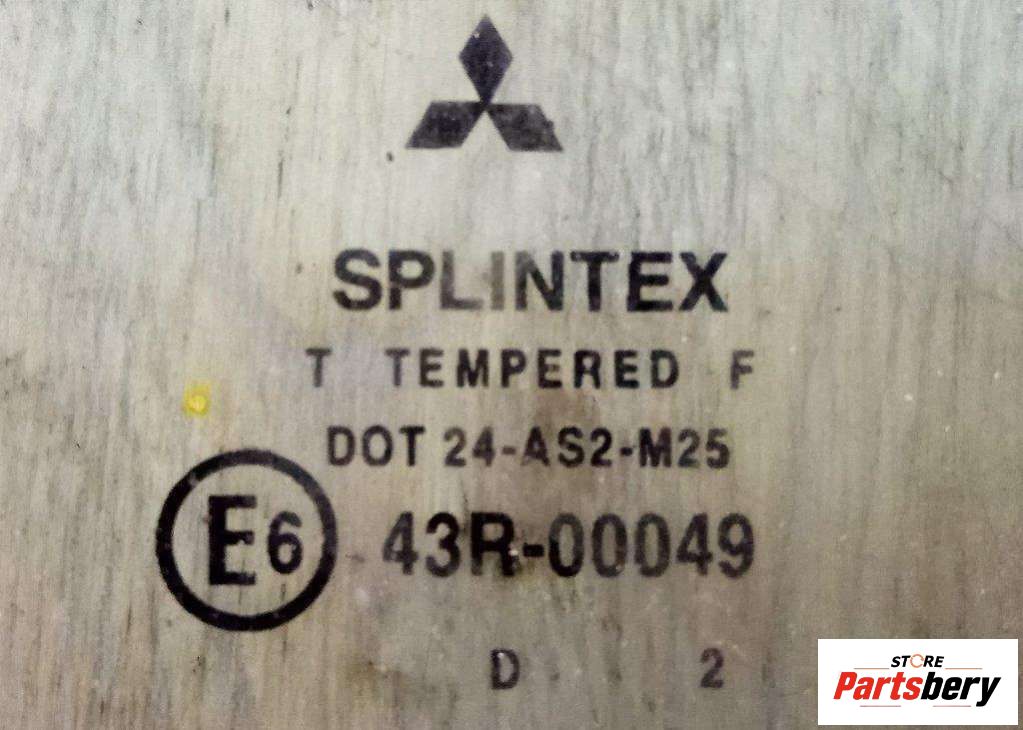 SPLINTEX
T TEMPERED F
DOT 24-AS2-M25
E6 43R-00049
D 2
STORE
Partsbery